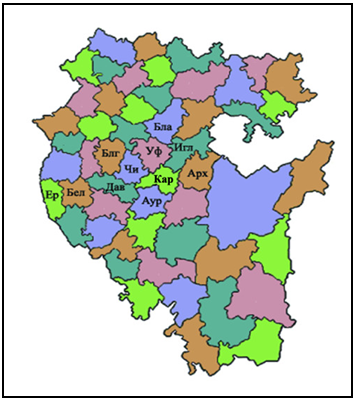 Бла
Блг
Уф
Игл
Чи
Кар
Арх
Ер
Бел
Дав
Аур